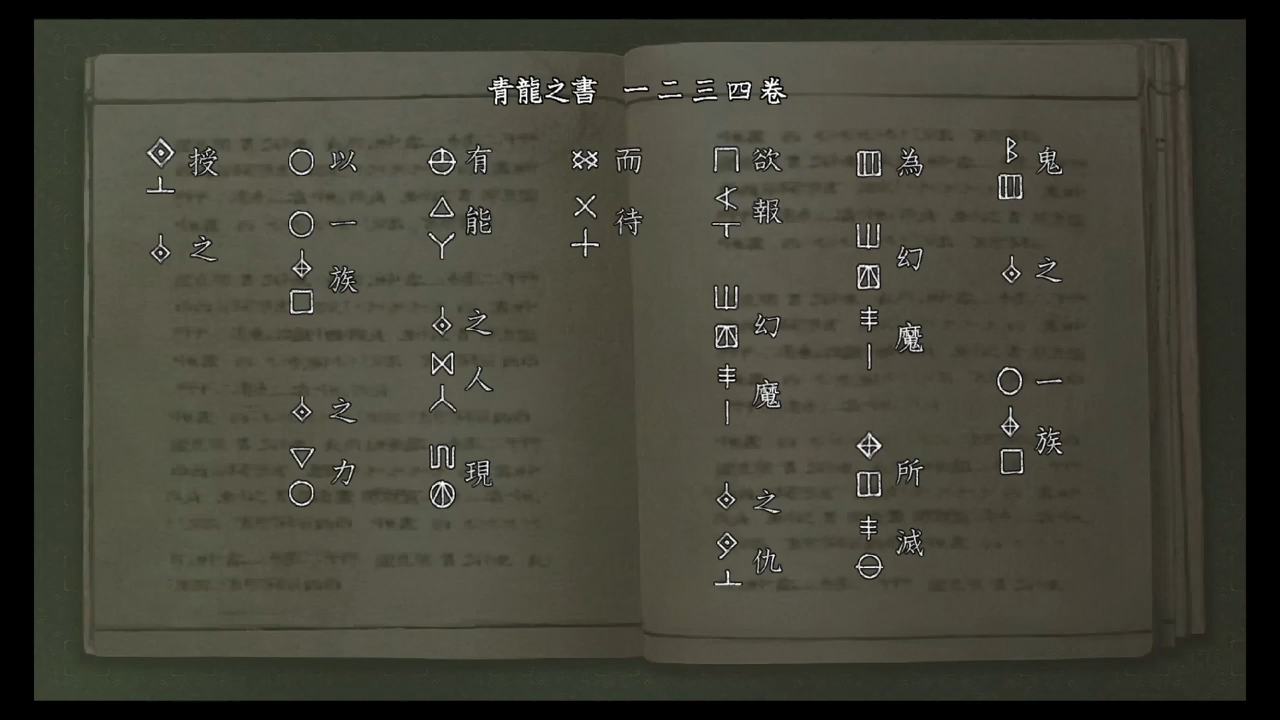 青龍之書 一二三四卷
鬼之一族
為幻魔所滅
欲報幻魔之仇
而待
有能之人現
以一族之力
授之